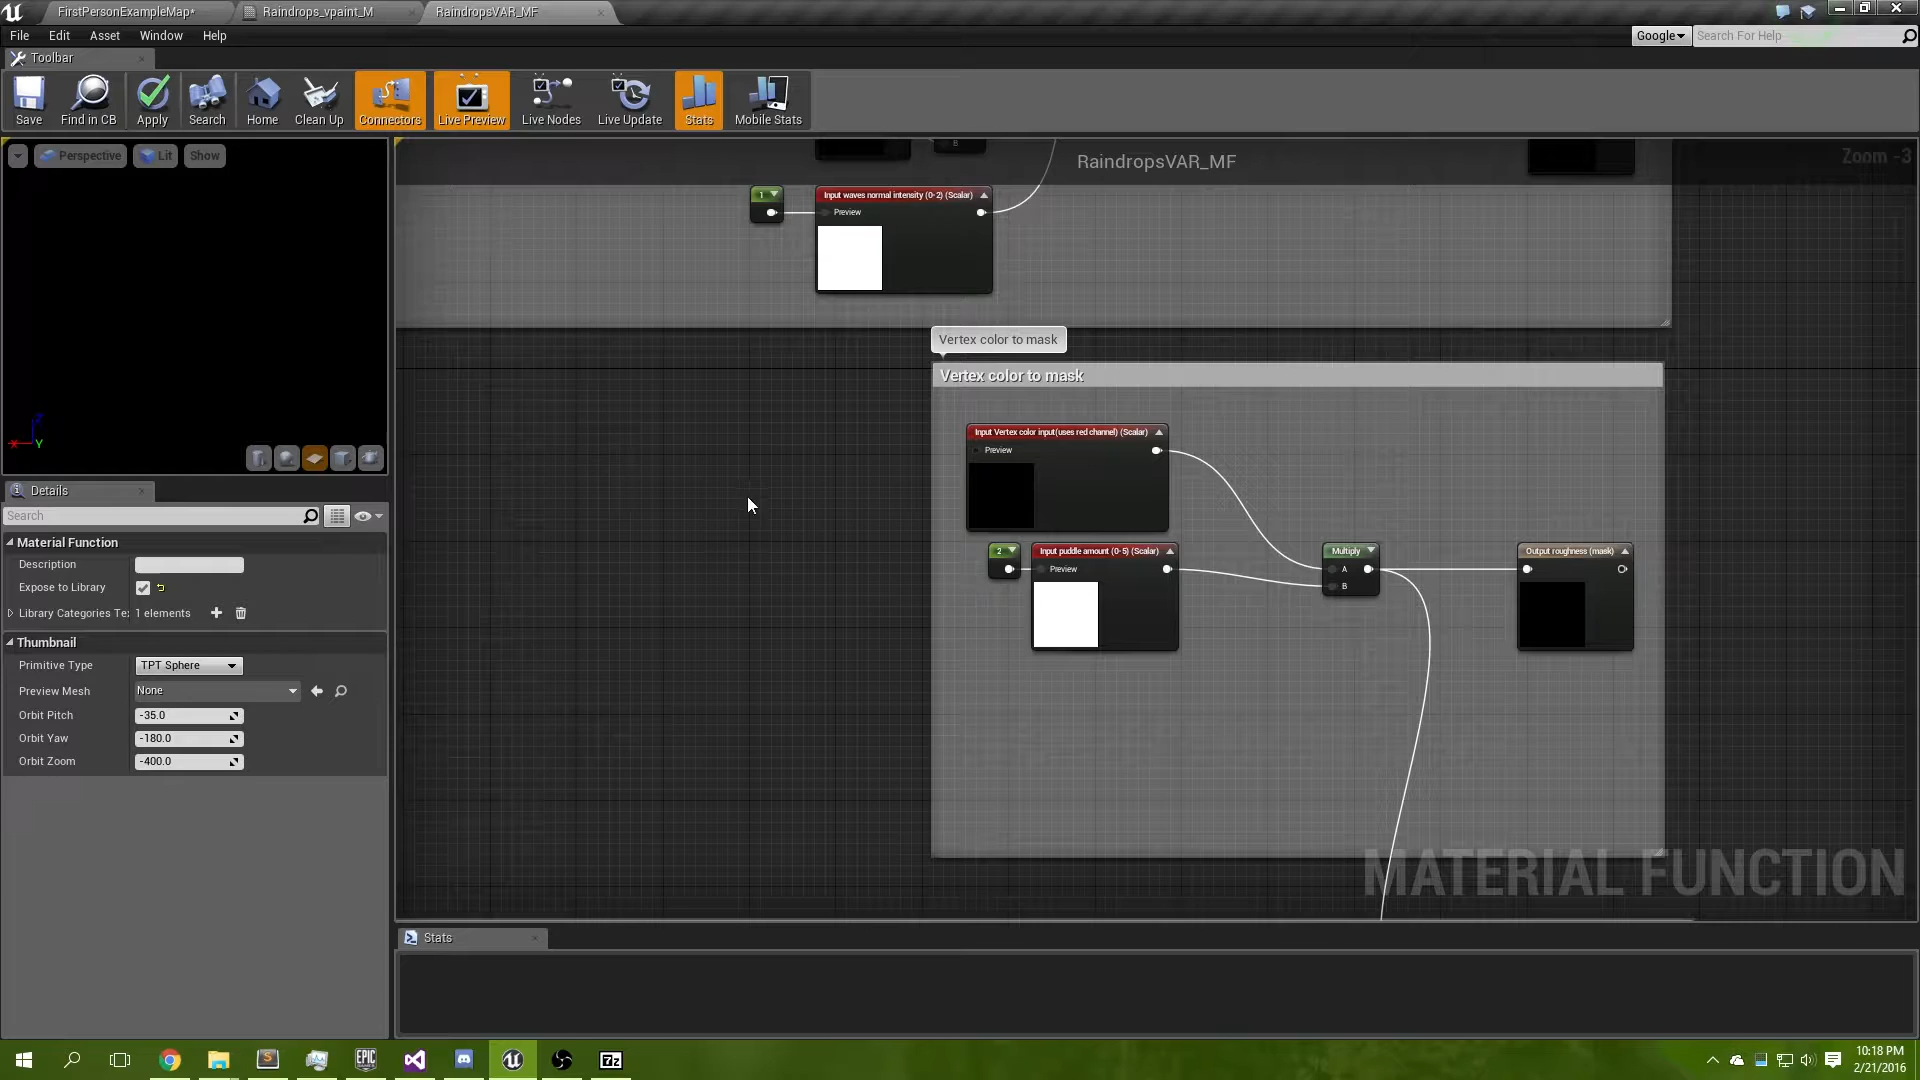 FirstPersonExampleMap*
Raindrops_vpaint_M
RaindropsVAR_MF
File Edit Asset Window Help
Google
Search For Help
Toolbar
Save
Find in CB
Apply
Search
Home
Clean Up
Connectors
Live Preview
Live Nodes
Live Update
Stats
Mobile Stats
Perspective
Lit
Show
B
RaindropsVAR_MF
Zoom -3
1
Input waves normal intensity (0-2) (Scalar)
Preview
Vertex color to mask
Vertex color to mask
Input Vertex color input(uses red channel) (Scalar)
Preview
2
Input puddle amount (0-5) (Scalar)
Preview
Multiply
A
B
Output roughness (mask)
MATERIAL FUNCTION
Z
X
Y
Details
Search
Material Function
Description
Expose to Library
Library Categories Te: 1 elements
Thumbnail
Primitive Type TPT Sphere
Preview Mesh None
Orbit Pitch -35.0
Orbit Yaw -180.0
Orbit Zoom -400.0
Stats
S
EPIC
GAMES
7z
10:18 PM
2/21/2016